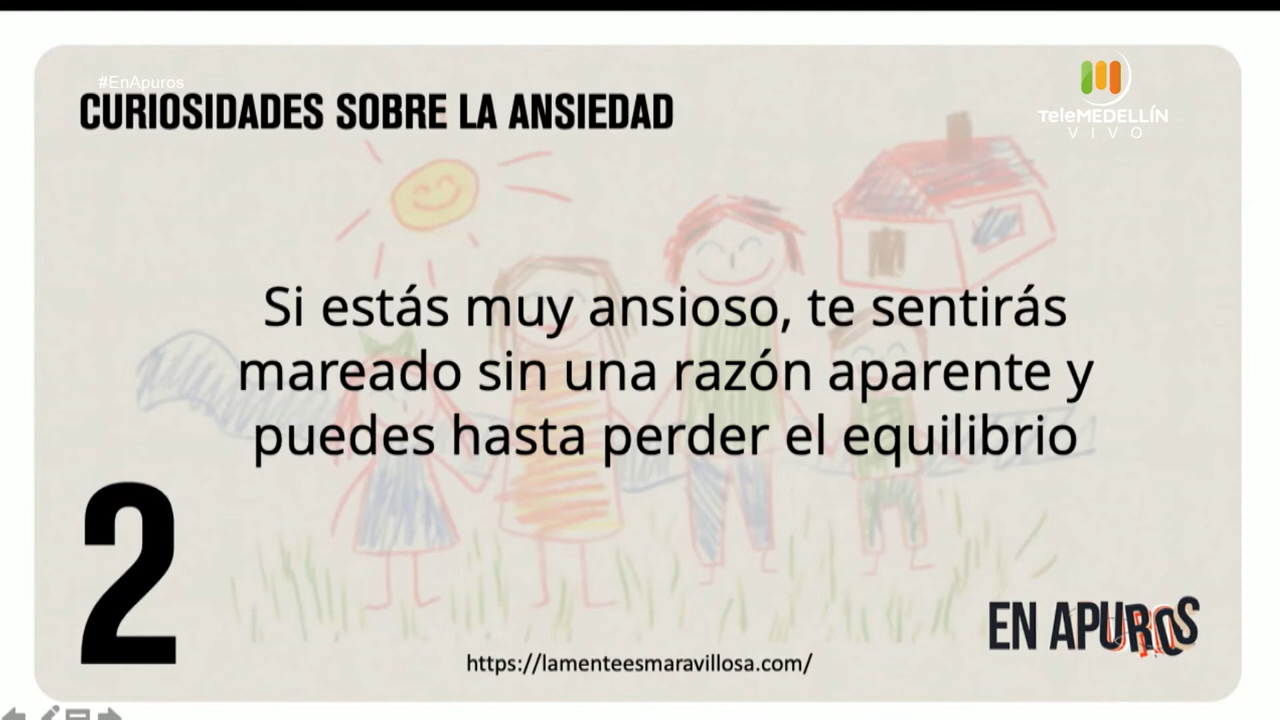 #EnApuros
CURIOSIDADES SOBRE LA ANSIEDAD
TeleMEDELLÍN
VIVO
Si estás muy ansioso, te sentirás
mareado sin una razón aparente y
puedes hasta perder el equilibrio
2
EN APUROS
https://lamenteesmaravillosa.com/